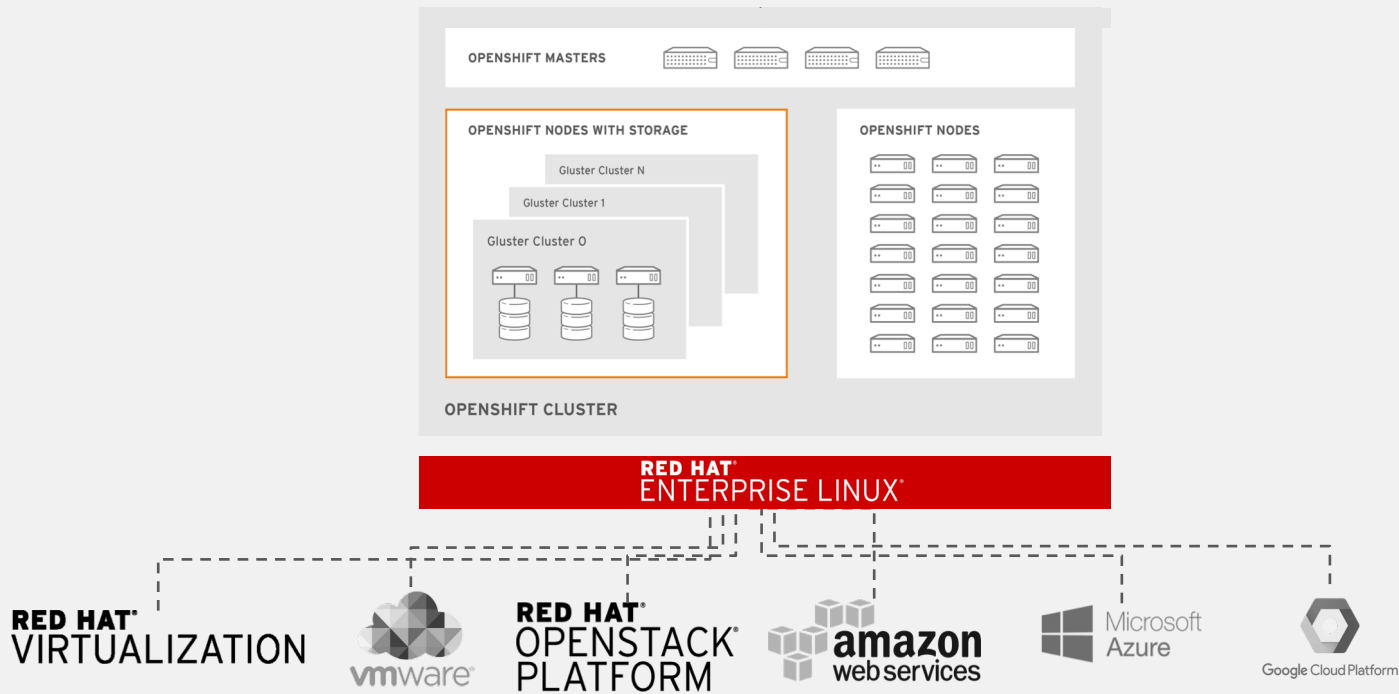 OPENSHIFT MASTERS
OPENSHIFT NODES WITH STORAGE
OPENSHIFT NODES
Gluster Cluster N
Gluster Cluster 1
Gluster Cluster 0
OPENSHIFT CLUSTER
RED HAT®
ENTERPRISE LINUX®
RED HAT®
VIRTUALIZATION
vmware®
RED HAT®
OPENSTACK®
PLATFORM
amazon
web services
Microsoft
Azure
Google Cloud Platform